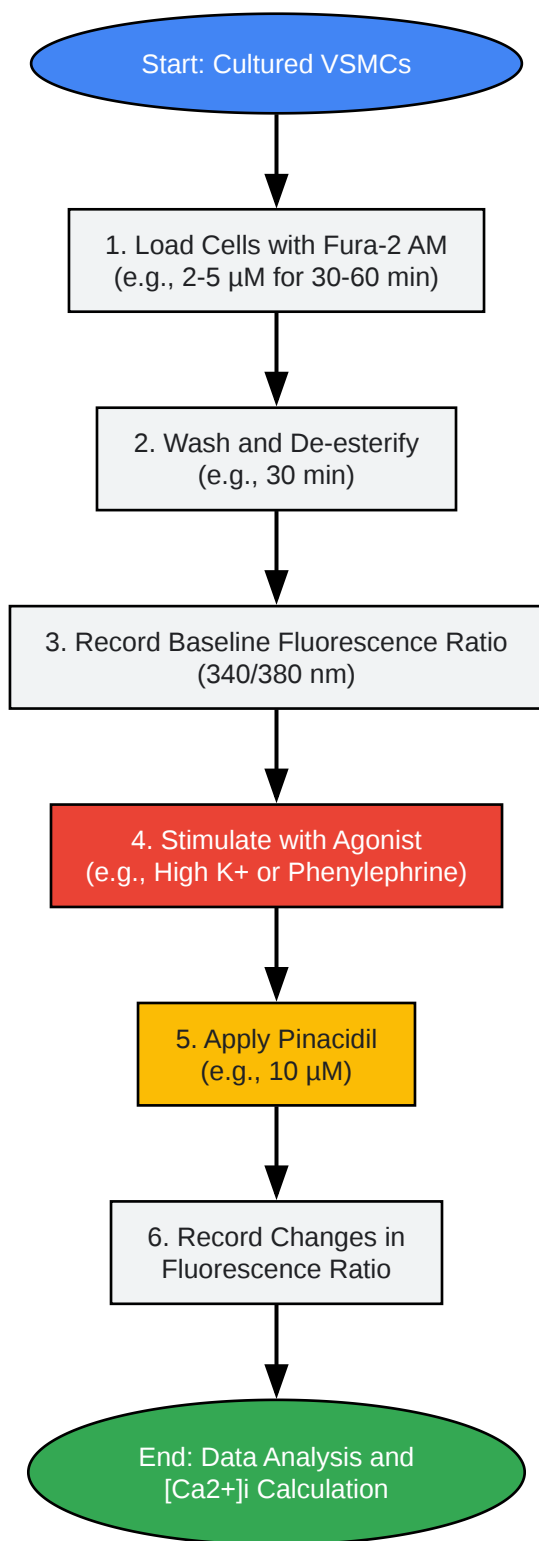 Start: Cultured VSMCs
1. Load Cells with Fura-2 AM
(e.g., 2-5 µM for 30-60 min)
2. Wash and De-esterify
(e.g., 30 min)
3. Record Baseline Fluorescence Ratio
(340/380 nm)
4. Stimulate with Agonist
(e.g., High K+ or Phenylephrine)
5. Apply Pinacidil
(e.g., 10 µM)
6. Record Changes in
Fluorescence Ratio
End: Data Analysis and
[Ca2+]i Calculation